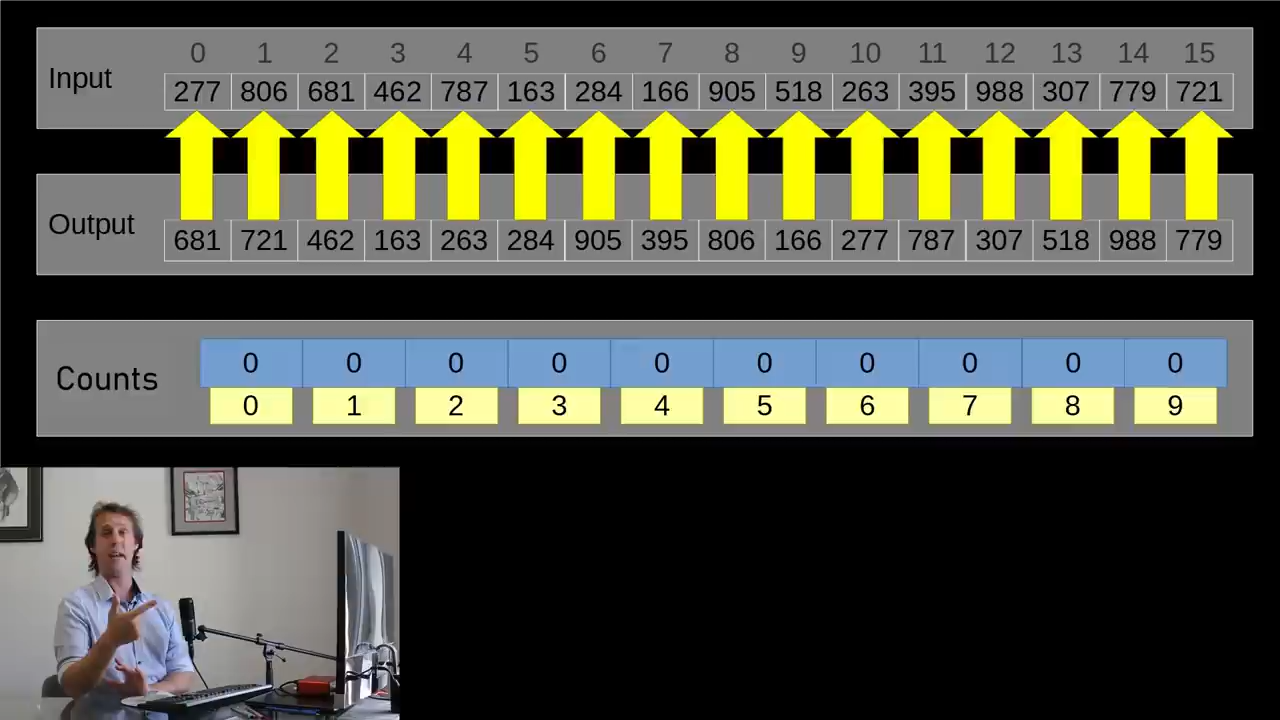 0 1 2 3 4 5 6 7 8 9 10 11 12 13 14 15
Input 277 806 681 462 787 163 284 166 905 518 263 395 988 307 779 721
Output 681 721 462 163 263 284 905 395 806 166 277 787 307 518 988 779
0 0 0 0 0 0 0 0 0 0
Counts
0 1 2 3 4 5 6 7 8 9